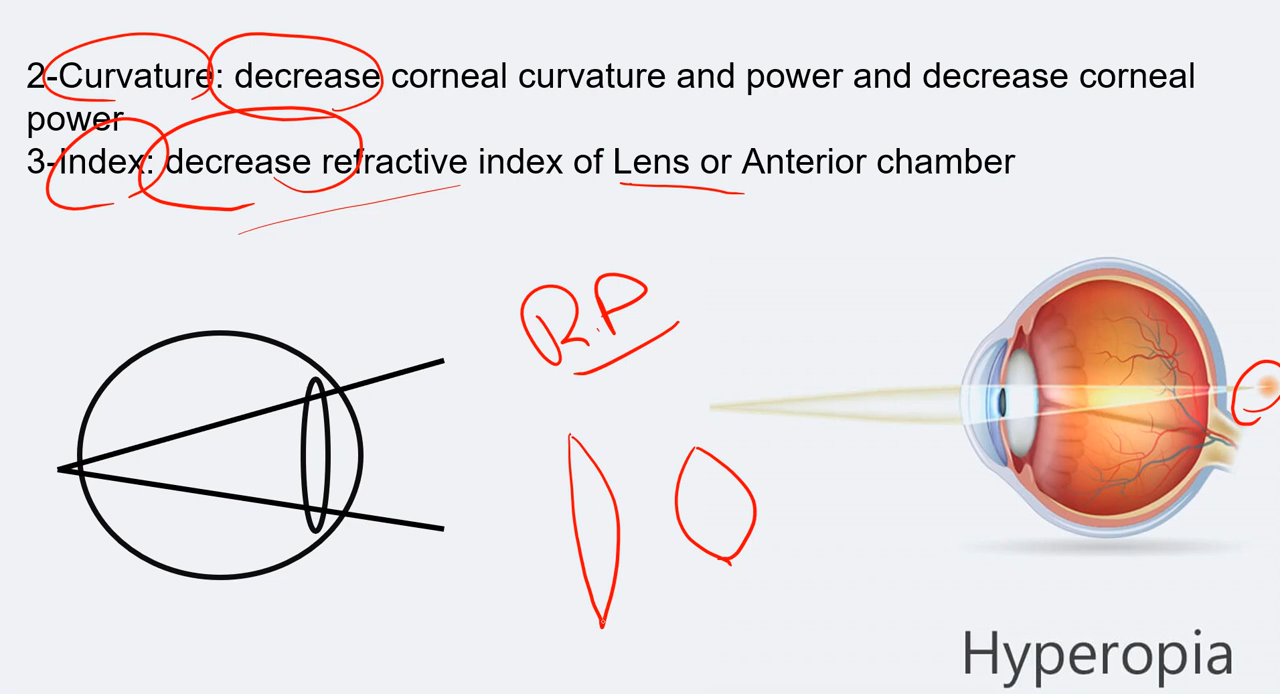 2-Curvature: decrease corneal curvature and power and decrease corneal
power
3-Index: decrease refractive index of Lens or Anterior chamber
R.P
Hyperopia